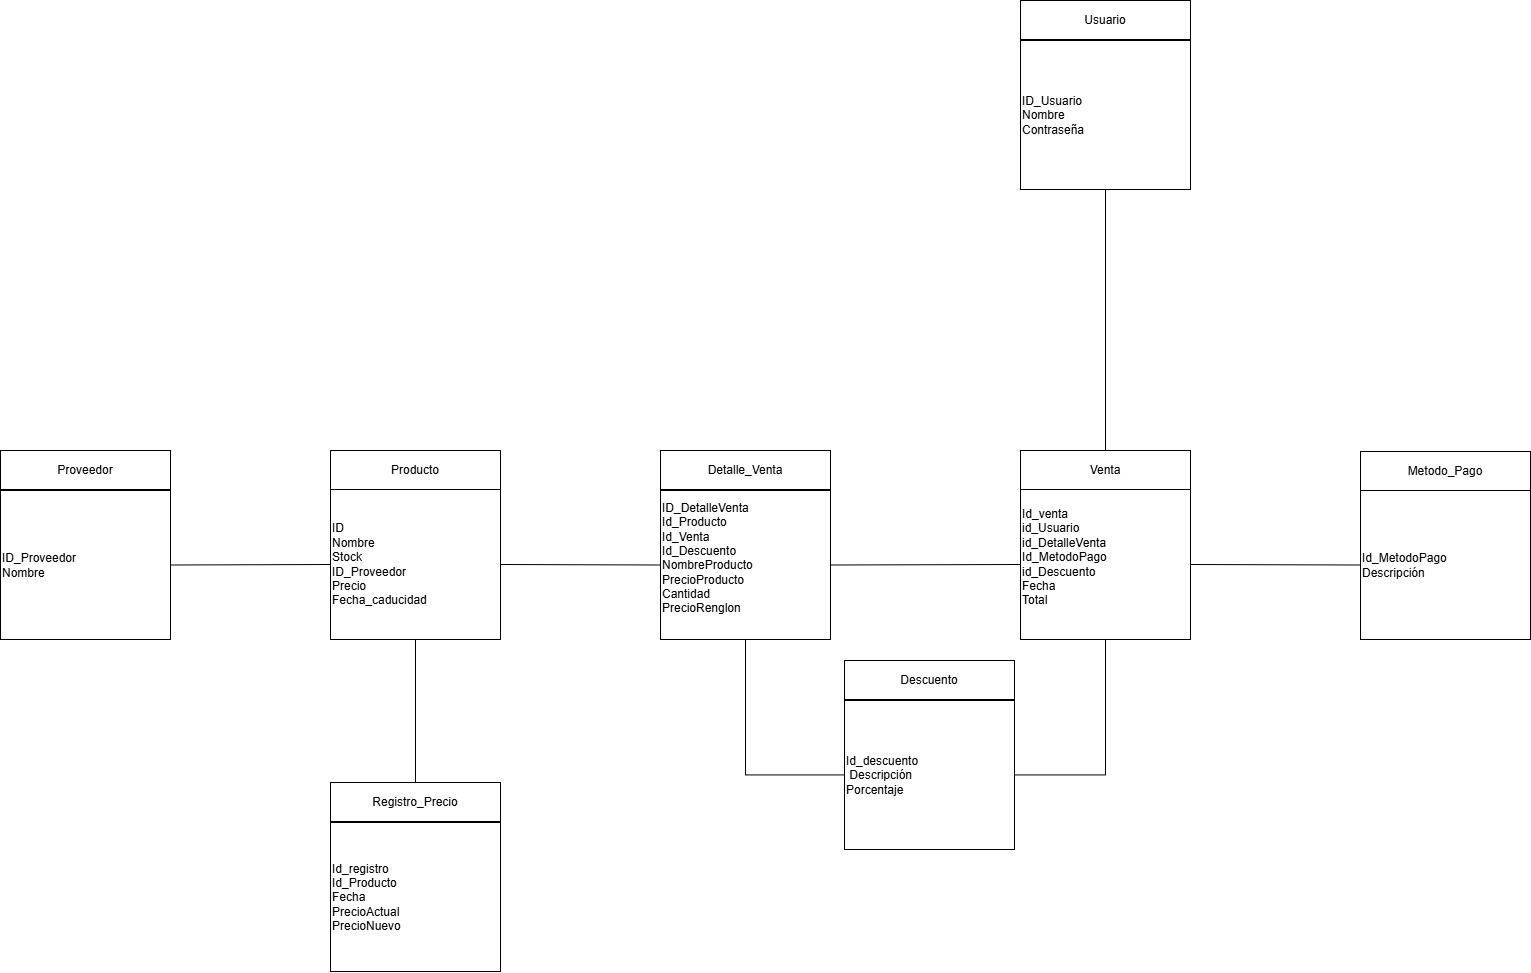 Usuario
ID_Usuario
Nombre
Contraseña
Proveedor
ID_Proveedor
Nombre
Producto
ID
Nombre
Stock
ID_Proveedor
Precio
Fecha_caducidad
Detalle_Venta
ID_DetalleVenta
Id_Producto
Id_Venta
Id_Descuento
NombreProducto
PrecioProducto
Cantidad
PrecioRenglon
Venta
Id_venta
id_Usuario
id_DetalleVenta
Id_MetodoPago
id_Descuento
Fecha
Total
Metodo_Pago
Id_MetodoPago
Descripción
Descuento
Id_descuento
Descripción
Porcentaje
Registro_Precio
Id_registro
Id_Producto
Fecha
PrecioActual
PrecioNuevo